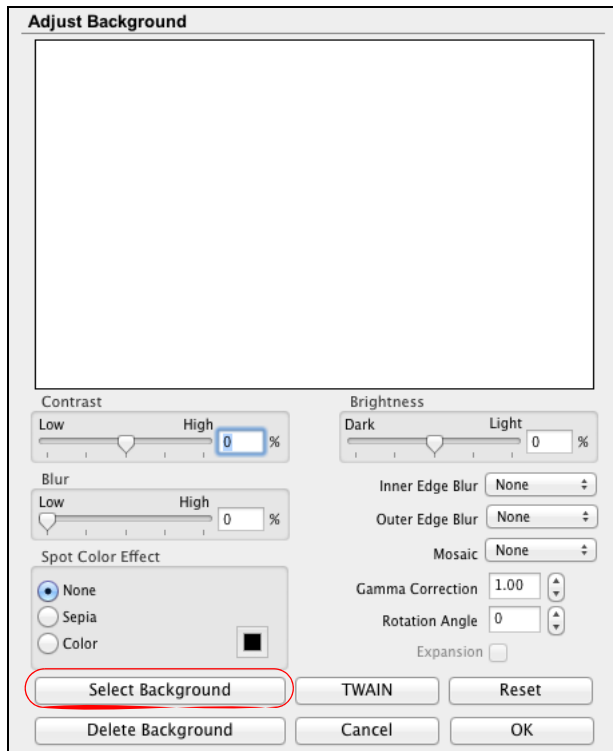 Adjust Background
Contrast
Low High 0 %
Brightness
Dark Light 0 %
Blur
Low High 0 %
Inner Edge Blur None
Outer Edge Blur None
Mosaic None
Spot Color Effect
None
Sepia
Color
Gamma Correction 1.00
Rotation Angle 0
Expansion
Select Background TWAIN Reset
Delete Background Cancel OK